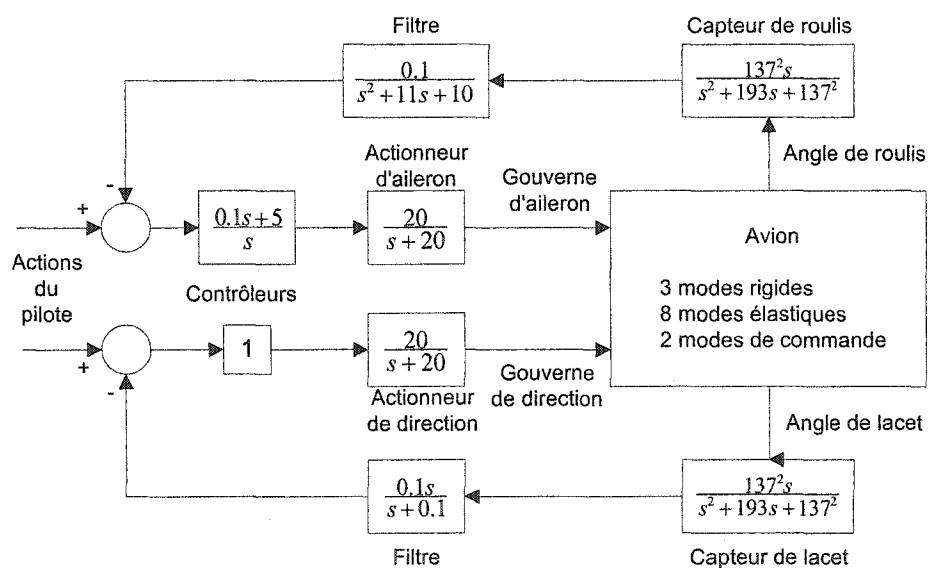 Filtre
Capteur de roulis
0.1
s²+11s+10
137²s
s²+193s+137²
-
Angle de roulis
Actionneur
d'aileron
Gouverne
d'aileron
+
0.1s+5
s
20
s+20
Avion
3 modes rigides
8 modes élastiques
2 modes de commande
Actions
du
pilote
Contrôleurs
1
20
s+20
+
-
Gouverne
de direction
Actionneur
de direction
Angle de lacet
0.1s
s+0.1
137²s
s²+193s+137²
Filtre
Capteur de lacet